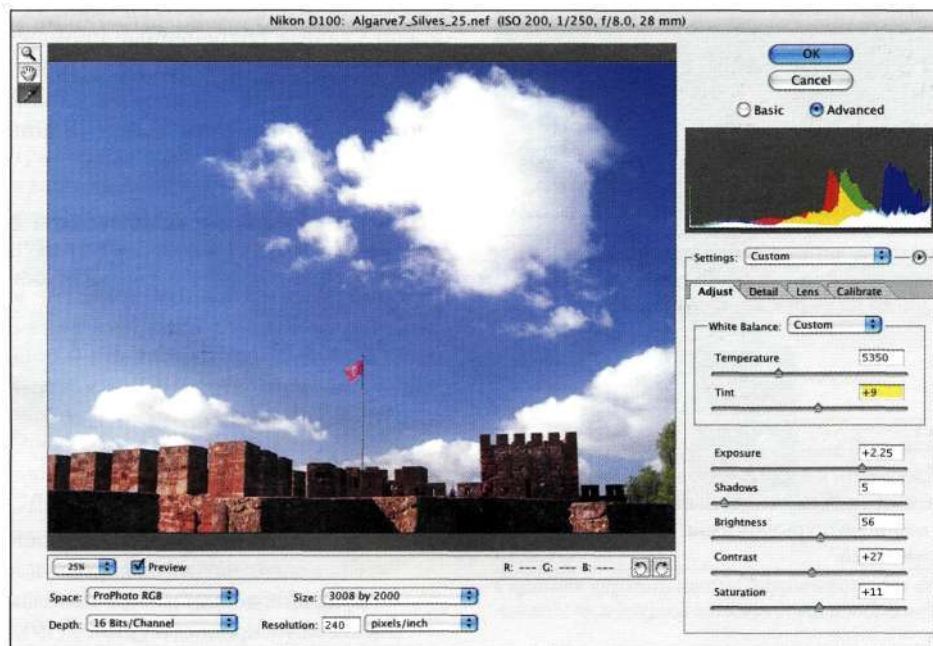 Nikon D100: Algarve7_Silves_25.nef (ISO 200, 1/250, f/8.0, 28 mm)
OK
Cancel
Basic Advanced
Settings: Custom
Adjust Detail Lens Calibrate
White Balance: Custom
Temperature 5350
Tint +9
Exposure +2.25
Shadows 5
Brightness 56
Contrast +27
Saturation +11
25% Preview R: --- G: --- B: ---
Space: ProPhoto RGB Size: 3008 by 2000
Depth: 16 Bits/Channel Resolution: 240 pixels/inch